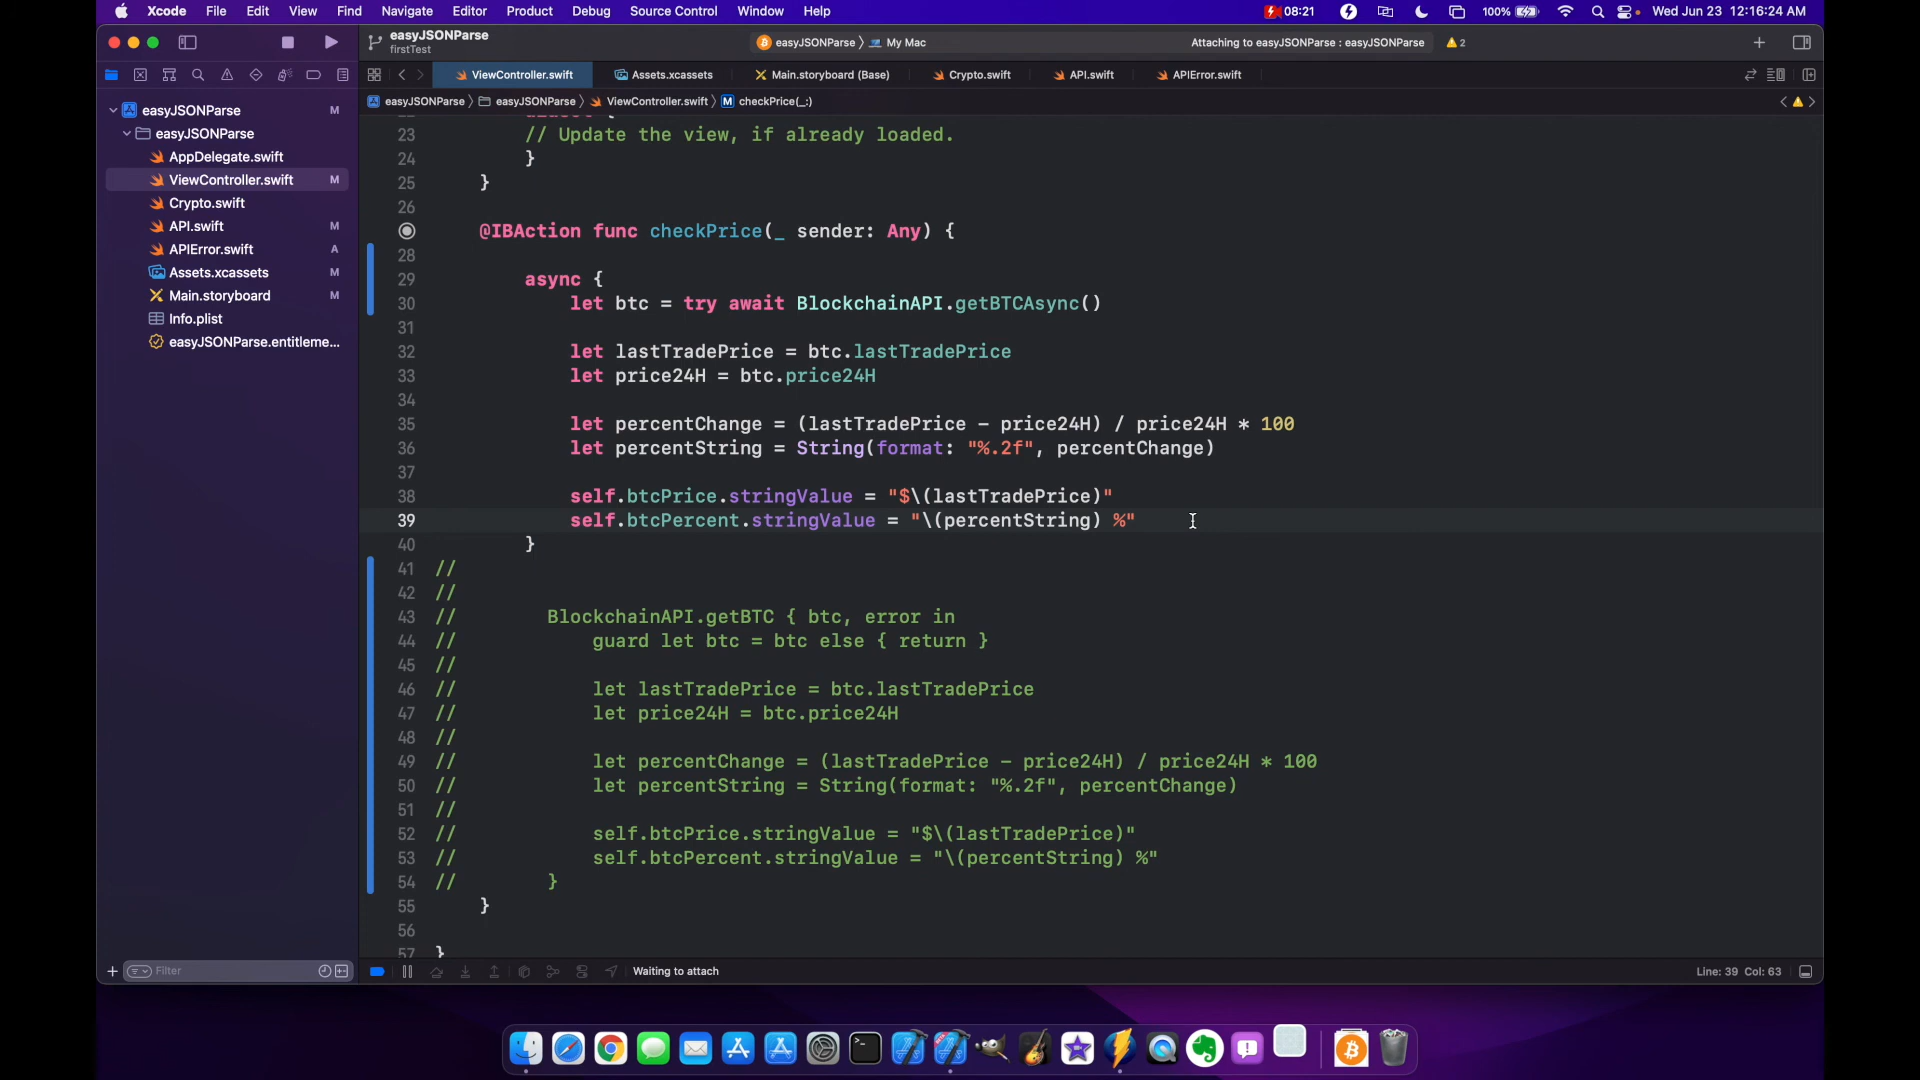 Xcode File Edit View Find Navigate Editor Product Debug Source Control Window Help 08:21 100% Wed Jun 23 12:16:24 AM
easyJSONParse
firstTest
easyJSONParse My Mac Attaching to easyJSONParse : easyJSONParse 2
ViewController.swift Assets.xcassets Main.storyboard (Base) Crypto.swift API.swift APIError.swift
easyJSONParse easyJSONParse ViewController.swift M checkPrice(_:)
easyJSONParse M
easyJSONParse
AppDelegate.swift
ViewController.swift M
Crypto.swift
API.swift M
APIError.swift A
Assets.xcassets M
Main.storyboard M
Info.plist
easyJSONParse.entitleme...
23 // Update the view, if already loaded.
24 }
25 }
26
@IBAction func checkPrice(_ sender: Any) {
28
29 async {
30 let btc = try await BlockchainAPI.getBTCAsync()
31
32 let lastTradePrice = btc.lastTradePrice
33 let price24H = btc.price24H
34
35 let percentChange = (lastTradePrice - price24H) / price24H * 100
36 let percentString = String(format: "%.2f", percentChange)
37
38 self.btcPrice.stringValue = "$\(lastTradePrice)"
39 self.btcPercent.stringValue = "\(percentString) %"
40 }
41 //
42 //
43 // BlockchainAPI.getBTC { btc, error in
44 // guard let btc = btc else { return }
45 //
46 // let lastTradePrice = btc.lastTradePrice
47 // let price24H = btc.price24H
48 //
49 // let percentChange = (lastTradePrice - price24H) / price24H * 100
50 // let percentString = String(format: "%.2f", percentChange)
51 //
52 // self.btcPrice.stringValue = "$\(lastTradePrice)"
53 // self.btcPercent.stringValue = "\(percentString) %"
54 // }
55 }
56
57 }
Filter
Waiting to attach
Line: 39 Col: 63